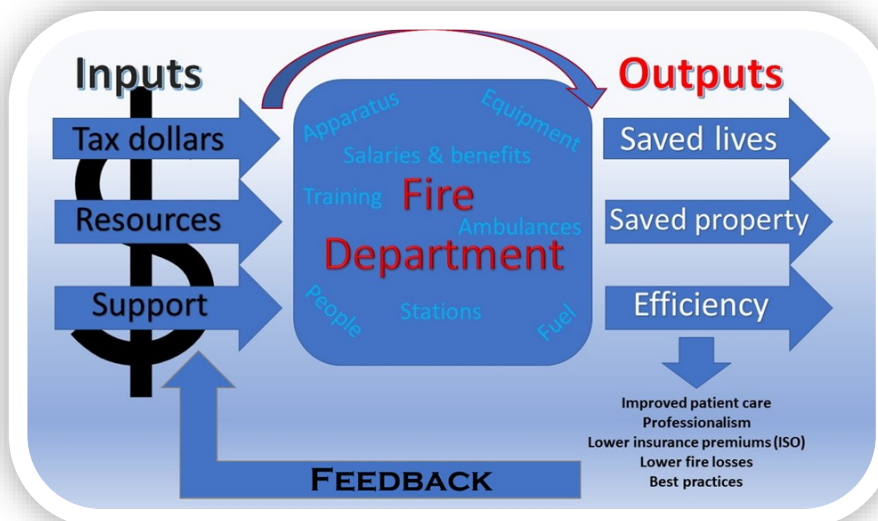 Inputs
Outputs
Tax dollars
Resources
Support
Apparatus
Equipment
Salaries & benefits
Training
Fire
Ambulances
Department
People
Stations
Fuel
Saved lives
Saved property
Efficiency
Improved patient care
Professionalism
Lower insurance premiums (ISO)
Lower fire losses
Best practices
FEEDBACK